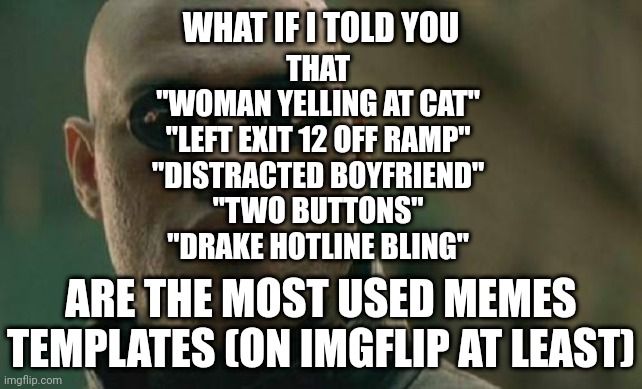 WHAT IF I TOLD YOU
THAT
"WOMAN YELLING AT CAT"
"LEFT EXIT 12 OFF RAMP"
"DISTRACTED BOYFRIEND"
"TWO BUTTONS"
"DRAKE HOTLINE BLING"
ARE THE MOST USED MEMES
TEMPLATES (ON IMGFLIP AT LEAST)
imgflip.com